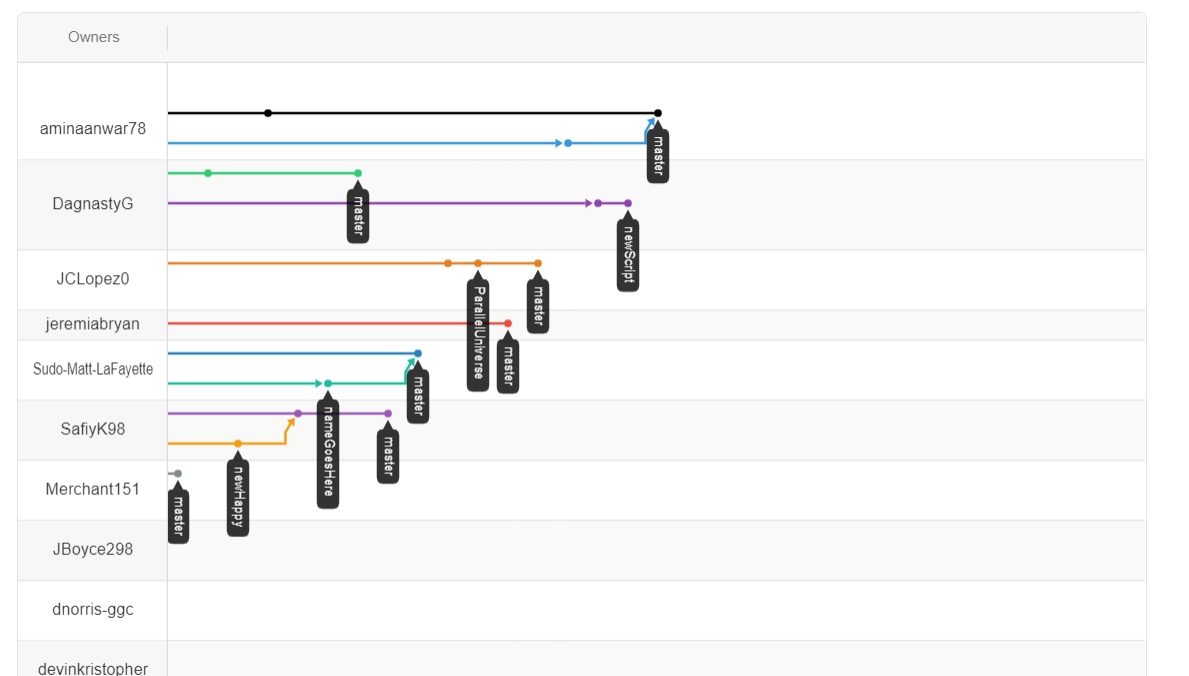 Owners
aminaanwar78
master
DagnastyG
master
newScript
JCLopez0
ParallelUniverse
master
jeremiabryan
master
Sudo-Matt-LaFayette
nameGoesHere
master
SafiyK98
newHappy
master
Merchant151
master
JBoyce298
dnorris-ggc
devinkristopher